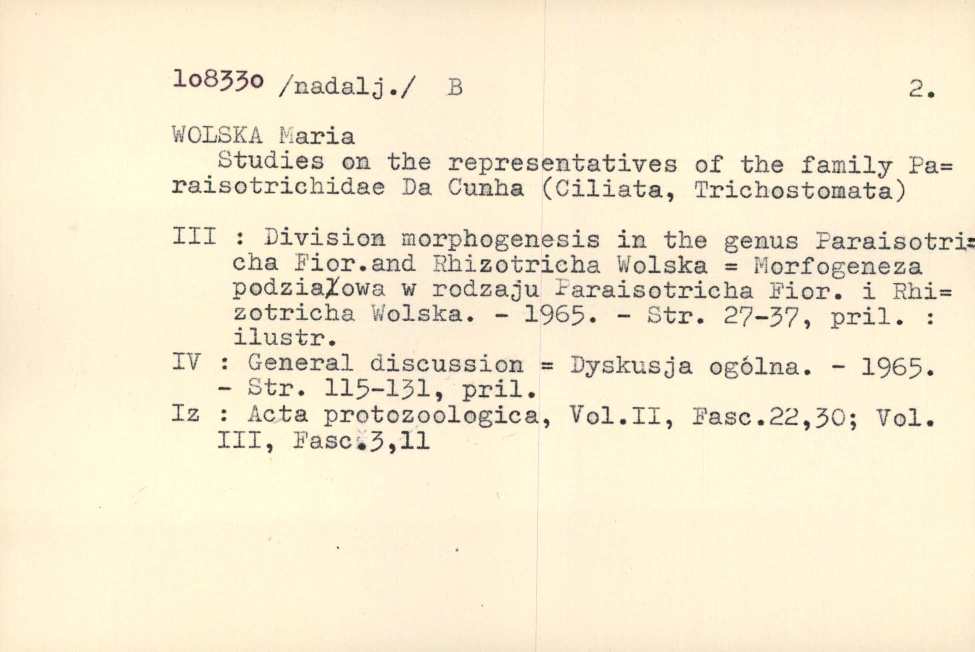 108330 /nadalj./ B 2.
WOLSKA Maria
Studies on the representatives of the family Pa=
raisotrichidae Da Cunha (Ciliata, Trichostomata)
III : Division morphogenesis in the genus Paraisotri=
cha Fior.and Rhizotricha Wolska = Morfogeneza
podziałowa w rodzaju Paraisotricha Fior. i Rhi=
zotricha Wolska. - 1965. - Str. 27-37, pril. :
ilustr.
IV : General discussion = Dyskusja ogólna. - 1965.
- Str. 115-131, pril.
Iz : Acta protozoologica, Vol.II, Fasc.22,30; Vol.
III, Fasc.3,11